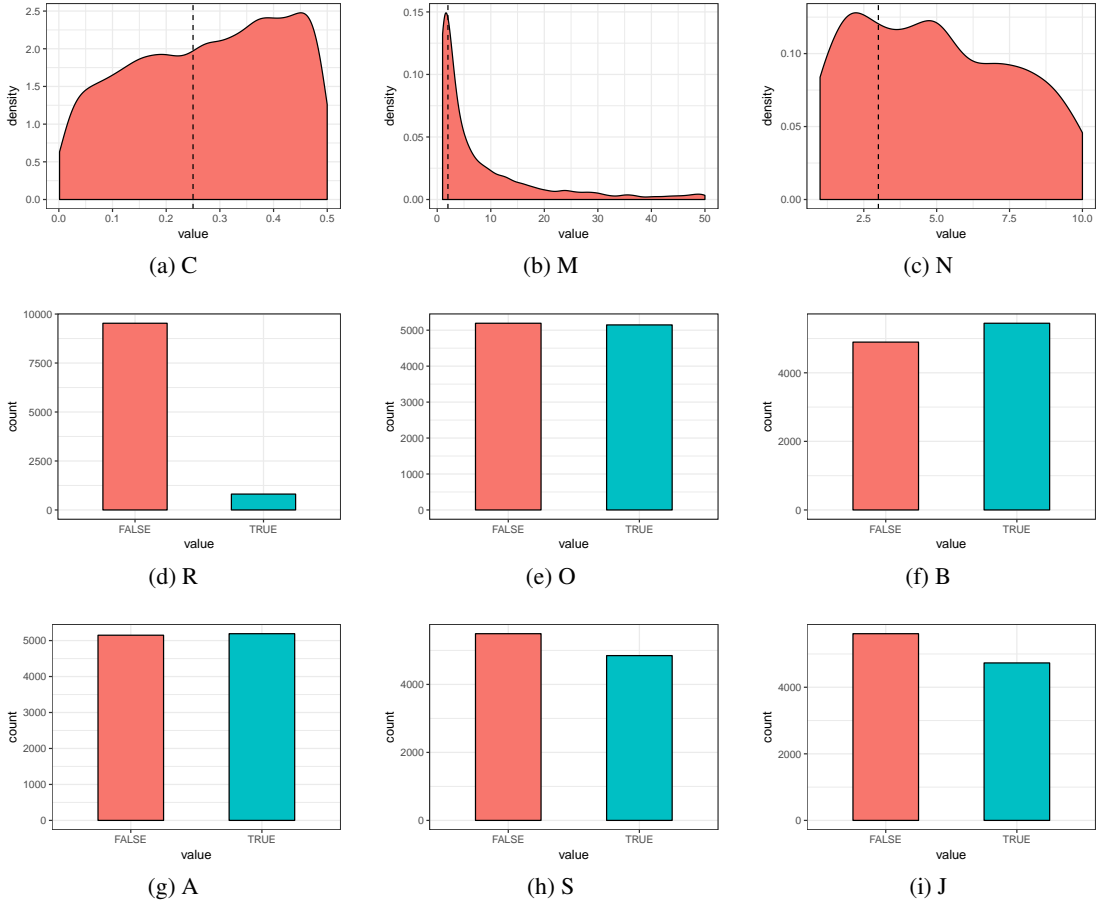 density
2.5
2.0
1.5
1.0
0.5
0.0
0.0 0.1 0.2 0.3 0.4 0.5
value
(a) C
density
0.15
0.10
0.05
0.00
0 10 20 30 40 50
value
(b) M
density
0.10
0.05
0.00
2.5 5.0 7.5 10.0
value
(c) N
count
10000
7500
5000
2500
0
FALSE TRUE
value
(d) R
count
5000
4000
3000
2000
1000
0
FALSE TRUE
value
(e) O
count
4000
2000
0
FALSE TRUE
value
(f) B
count
5000
4000
3000
2000
1000
0
FALSE TRUE
value
(g) A
count
4000
2000
0
FALSE TRUE
value
(h) S
count
4000
2000
0
FALSE TRUE
value
(i) J